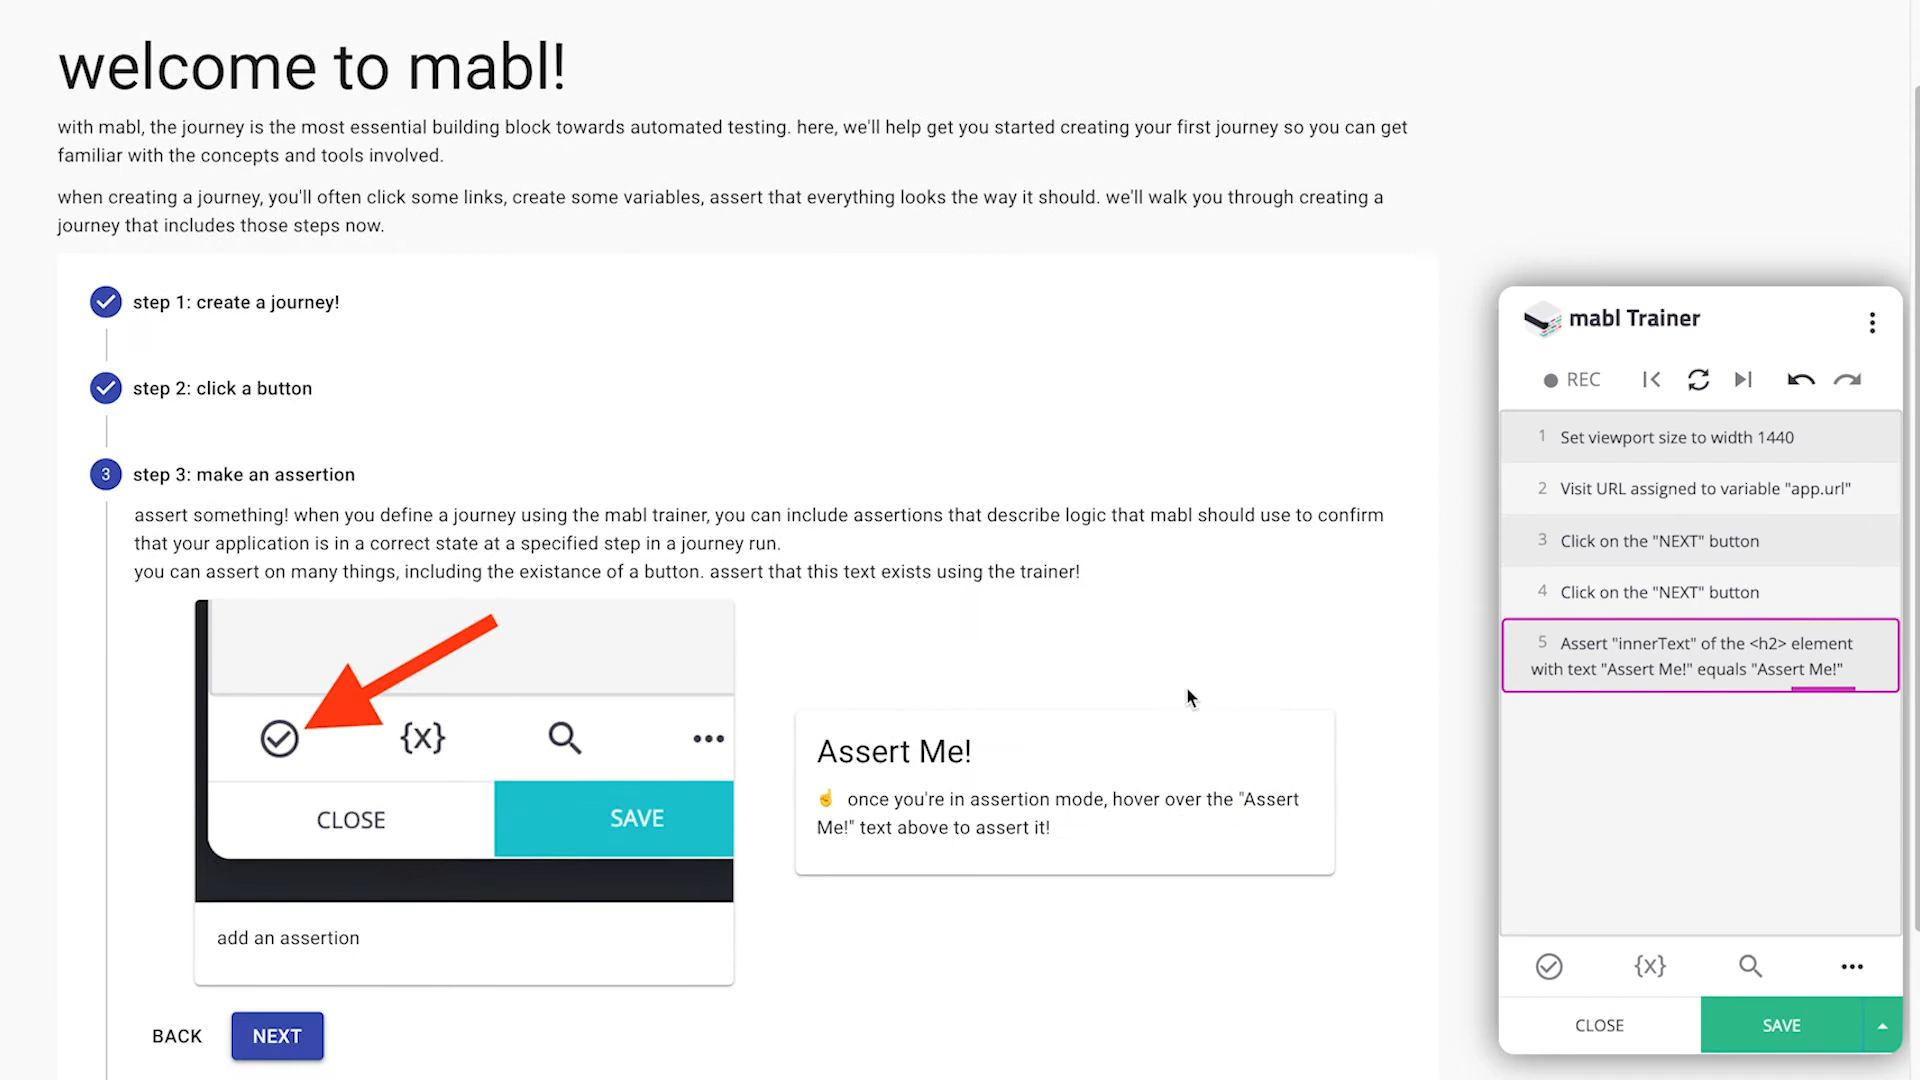 welcome to mabl!
with mabl, the journey is the most essential building block towards automated testing. here, we'll help get you started creating your first journey so you can get
familiar with the concepts and tools involved.
when creating a journey, you'll often click some links, create some variables, assert that everything looks the way it should. we'll walk you through creating a
journey that includes those steps now.
step 1: create a journey!
step 2: click a button
3 step 3: make an assertion
assert something! when you define a journey using the mabl trainer, you can include assertions that describe logic that mabl should use to confirm
that your application is in a correct state at a specified step in a journey run.
you can assert on many things, including the existance of a button. assert that this text exists using the trainer!
{x}
CLOSE SAVE
add an assertion
Assert Me!
☝ once you're in assertion mode, hover over the "Assert
Me!" text above to assert it!
BACK NEXT
mabl Trainer
REC
1 Set viewport size to width 1440
2 Visit URL assigned to variable "app.url"
3 Click on the "NEXT" button
4 Click on the "NEXT" button
5 Assert "innerText" of the <h2> element
with text "Assert Me!" equals "Assert Me!"
{x}
CLOSE SAVE